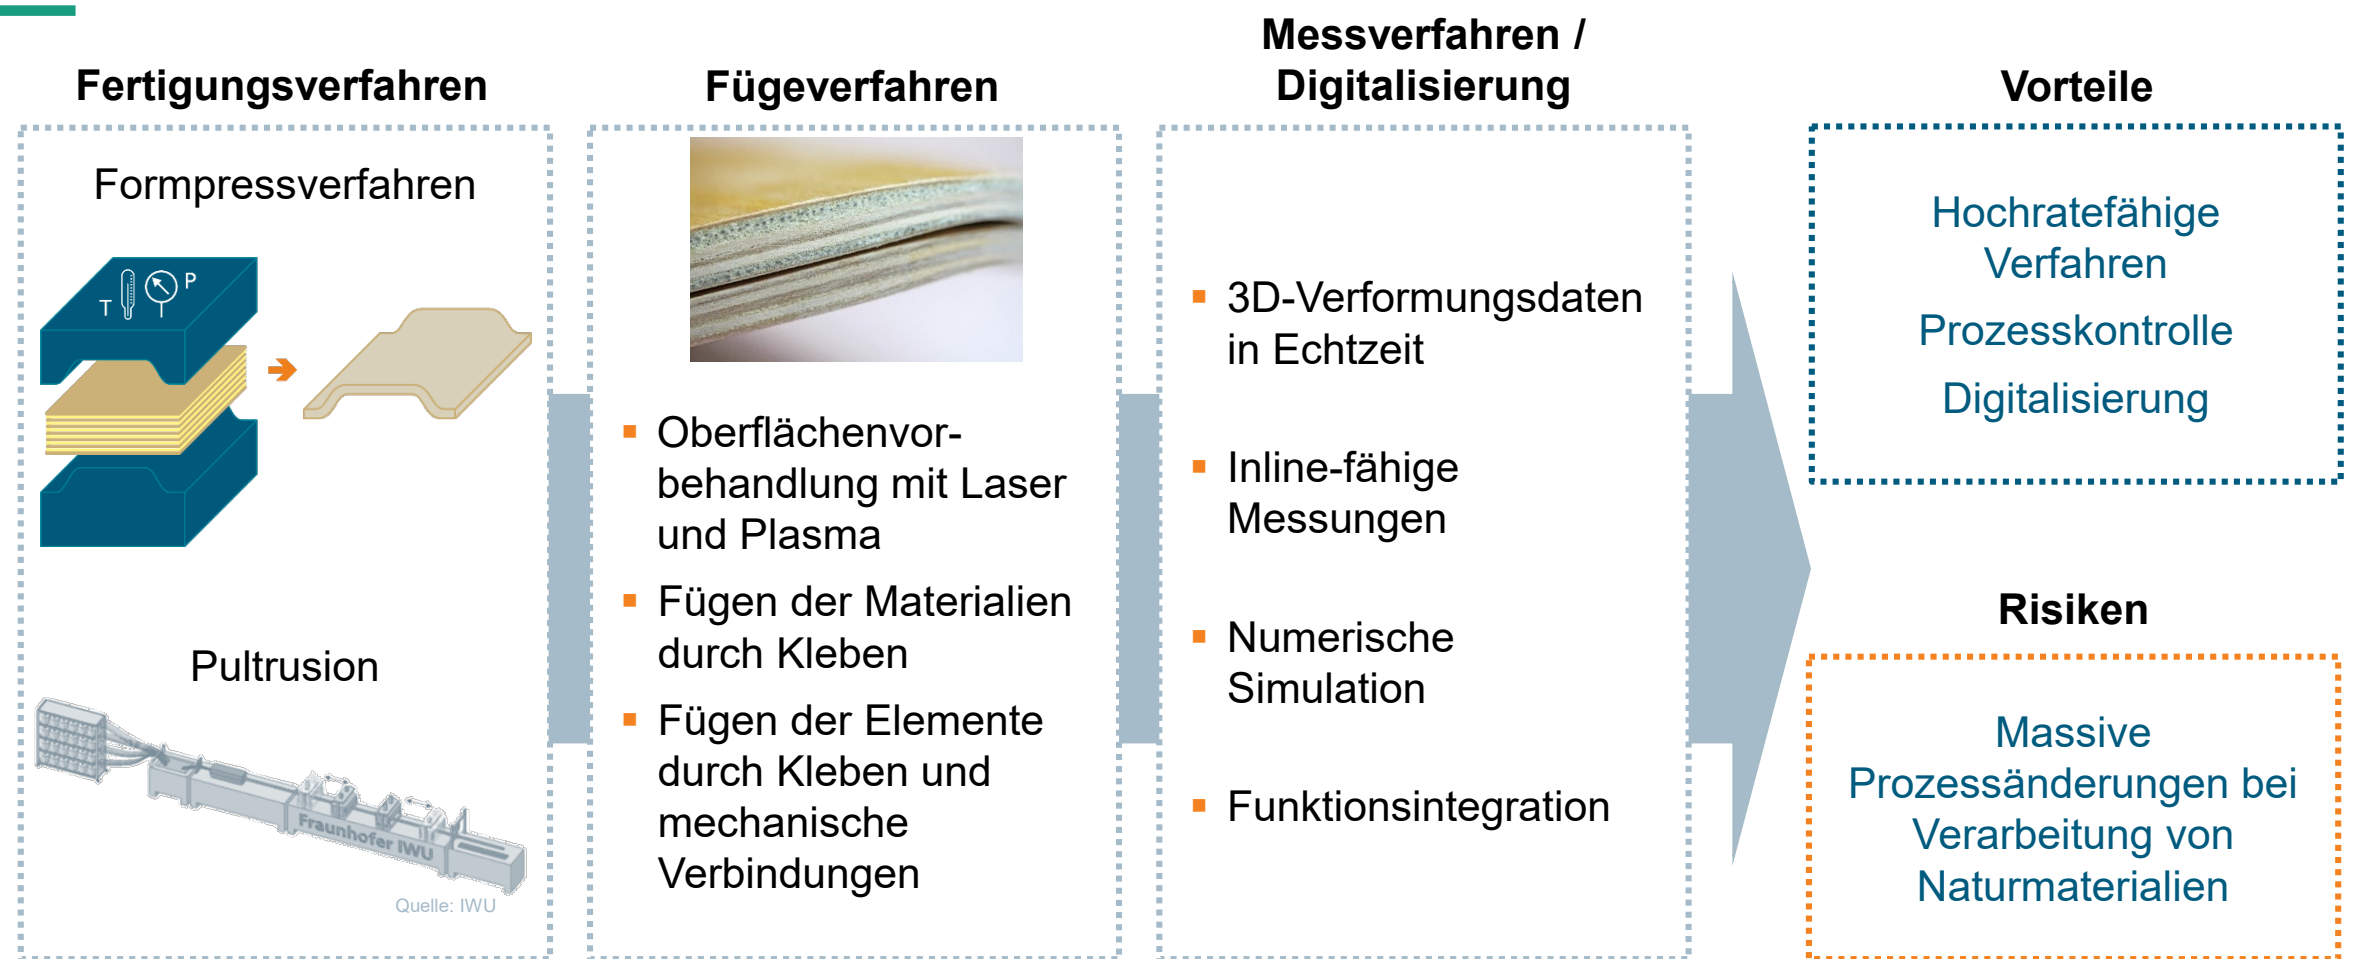 Fertigungsverfahren
Formpressverfahren
T
P
Pultrusion
Fraunhofer IWU
Quelle: IWU
Fügeverfahren
Oberflächenvor-
behandlung mit Laser
und Plasma
Fügen der Materialien
durch Kleben
Fügen der Elemente
durch Kleben und
mechanische
Verbindungen
Messverfahren /
Digitalisierung
3D-Verformungsdaten
in Echtzeit
Inline-fähige
Messungen
Numerische
Simulation
Funktionsintegration
Vorteile
Hochratefähige
Verfahren
Prozesskontrolle
Digitalisierung
Risiken
Massive
Prozessänderungen bei
Verarbeitung von
Naturmaterialien